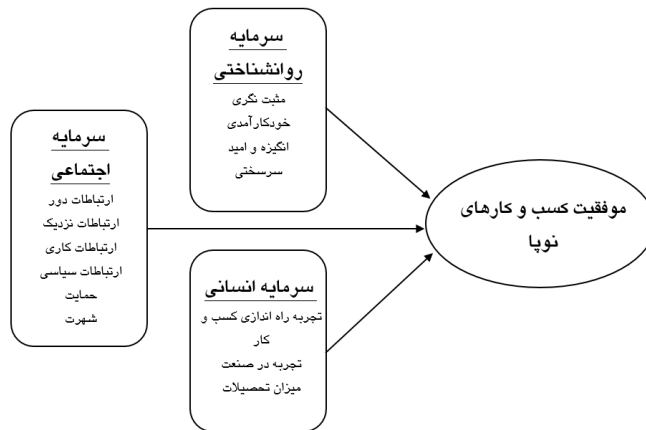 سرمایه
روانشناختی
مثبت نگری
خودکارآمدی
انگیزه و امید
سرسختی
سرمایه
اجتماعی
ارتباطات دور
ارتباطات نزدیک
ارتباطات کاری
ارتباطات سیاسی
حمایت
شهرت
سرمایه انسانی
تجربه راه اندازی کسب و
کار
تجربه در صنعت
میزان تحصیلات
موفقیت کسب و کارهای
نوپا